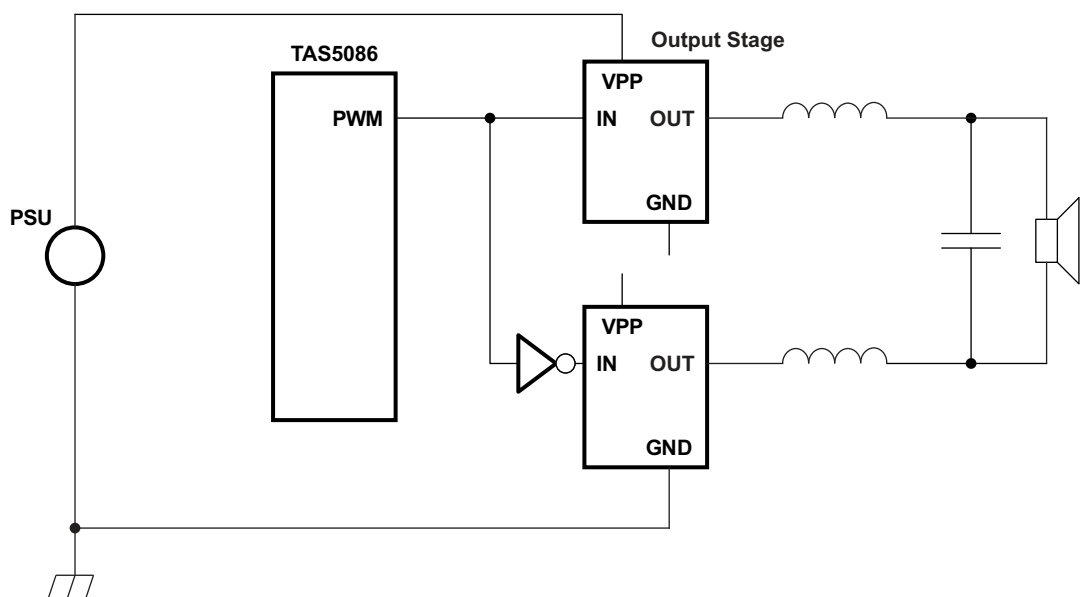 Output Stage
TAS5086
VPP
PWM
IN OUT
GND
PSU
VPP
IN OUT
GND